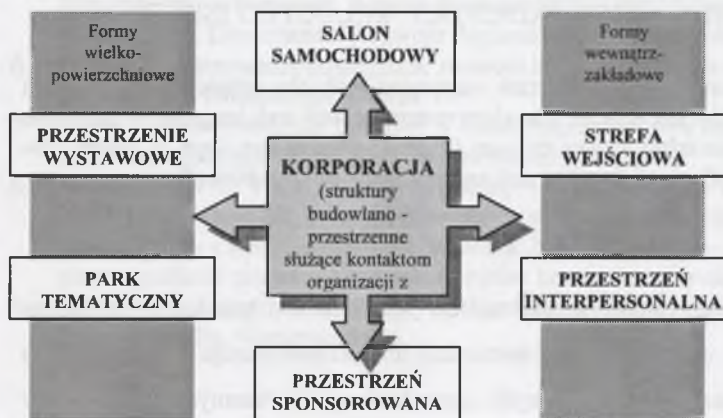 Formy
wielko-
powierzchniowe
PRZESTRZENIE
WYSTAWOWE
PARK
TEMATYCZNY
SALON
SAMOCHODOWY
KORPORACJA
(struktury
budowlano -
przestrzenne
służące kontaktom
organizacji z
PRZESTRZEŃ
SPONSOROWANA
Formy
wewnątrz-
zakładowe
STREFA
WEJŚCIOWA
PRZESTRZEŃ
INTERPERSONALNA